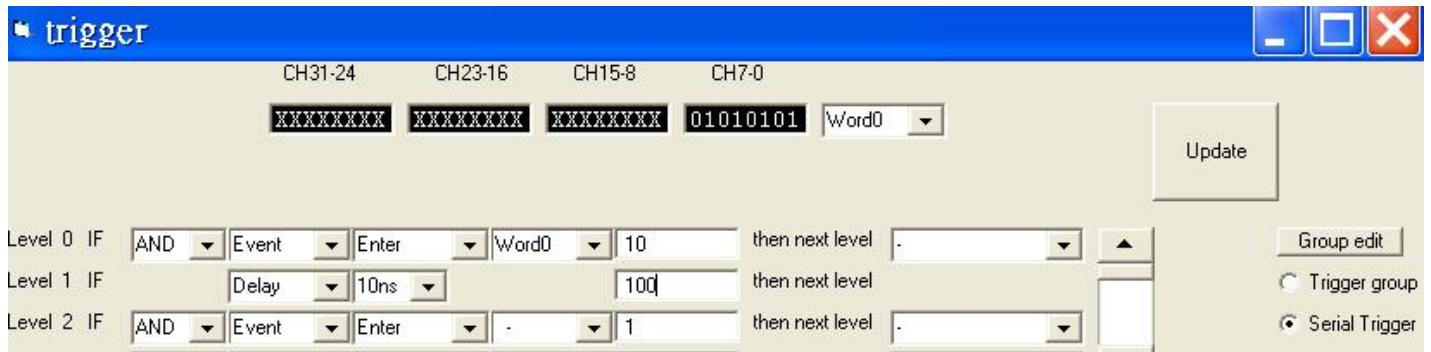 trigger
CH31-24 CH23-16 CH15-8 CH7-0
XXXXXXXX XXXXXXXX XXXXXXXX 01010101 Word0
Update
Level 0 IF AND Event Enter Word0 10 then next level - Group edit
Level 1 IF Delay 10ns 100 then next level Trigger group
Level 2 IF AND Event Enter - 1 then next level - Serial Trigger